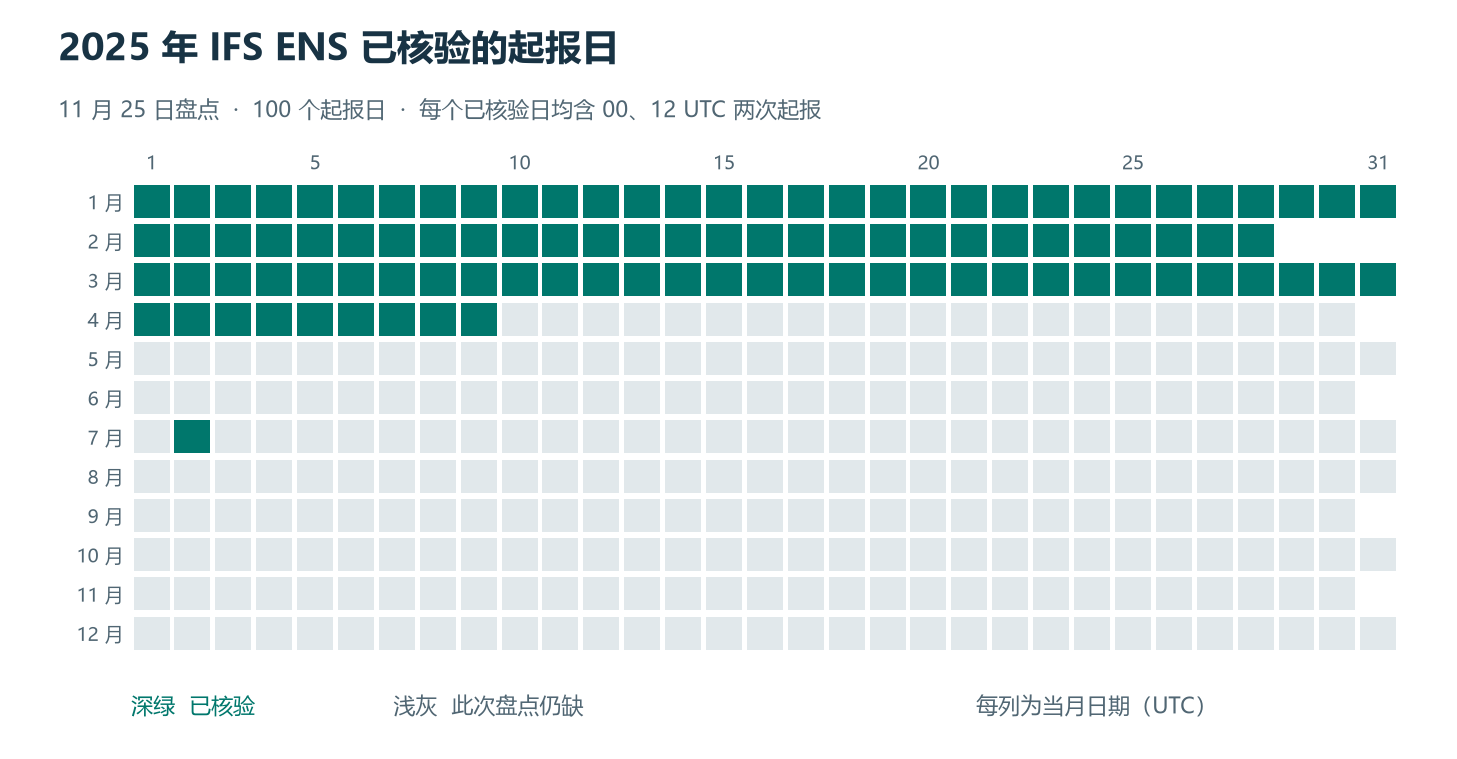 2025 年 IFS ENS 已核验的起报日
11 月 25 日盘点 · 100 个起报日 · 每个已核验日均含 00、12 UTC 两次起报
1 5 10 15 20 25 31
1 月
2 月
3 月
4 月
5 月
6 月
7 月
8 月
9 月
10 月
11 月
12 月
深绿 已核验 浅灰 此次盘点仍缺 每列为当月日期（UTC）